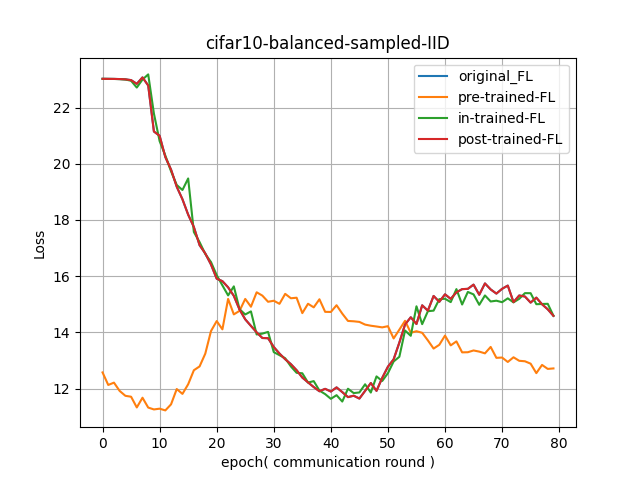 cifar10-balanced-sampled-IID
original_FL
pre-trained-FL
in-trained-FL
post-trained-FL
Loss
22
20
18
16
14
12
0 10 20 30 40 50 60 70 80
epoch( communication round )